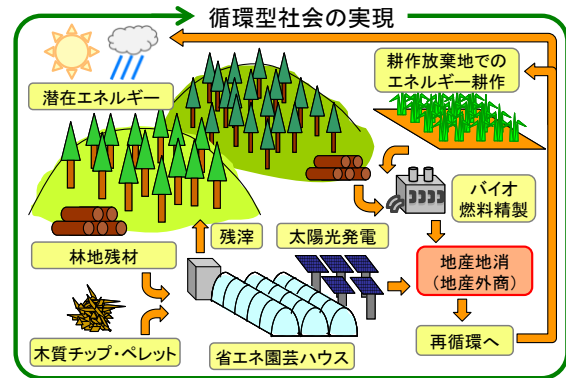 循環型社会の実現
潜在エネルギー
耕作放棄地での
エネルギー耕作
バイオ
燃料精製
残滓
太陽光発電
林地残材
地産地消
(地産外商)
木質チップ・ペレット
省エネ園芸ハウス
再循環へ